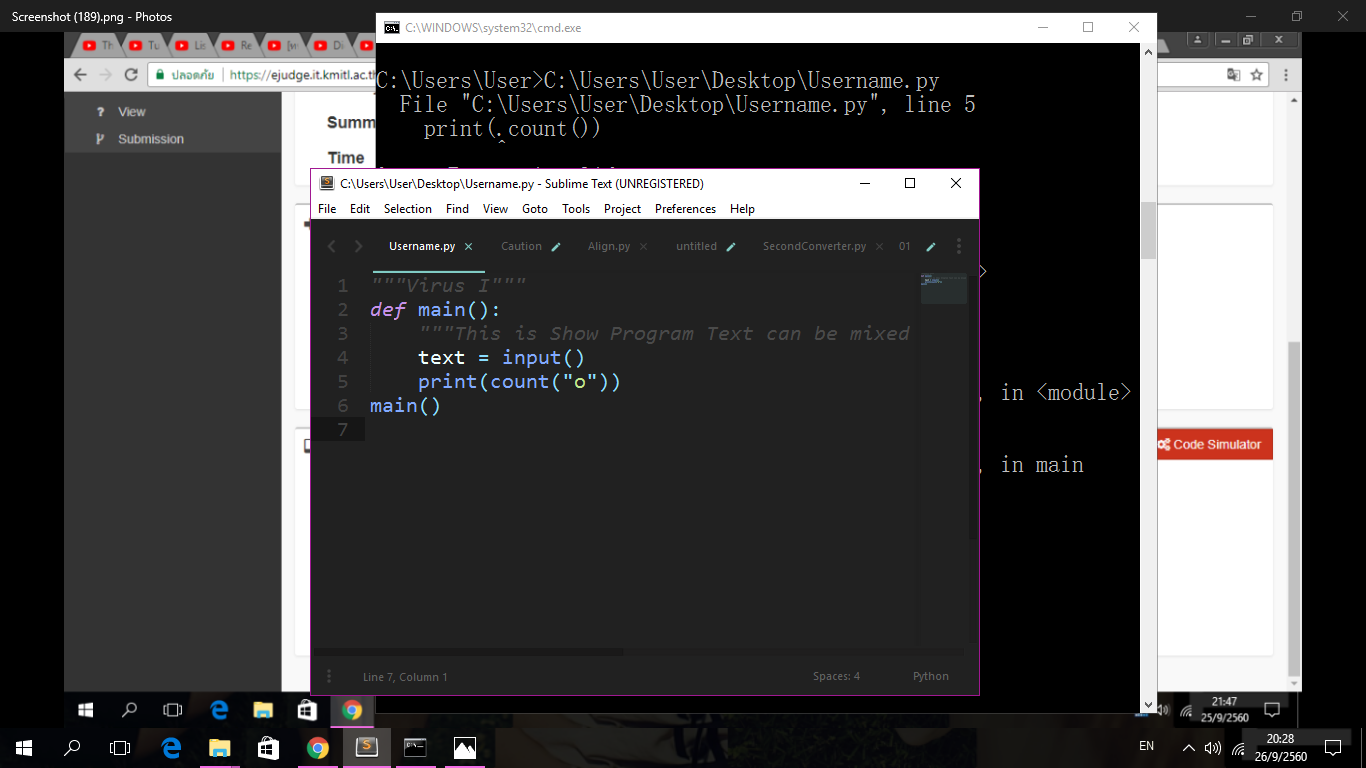 Screenshot (189).png - Photos
C:\WINDOWS\system32\cmd.exe
Tu
Lis
Re
ปลอดภัย
https://ejudge.it.kmitl.ac.th
View
Submission
Summ
Time
C:\Users\User>C:\Users\User\Desktop\Username.py
File "C:\Users\User\Desktop\Username.py", line 5
print(.count())
^
C:\Users\User\Desktop\Username.py - Sublime Text (UNREGISTERED)
File Edit Selection Find View Goto Tools Project Preferences Help
Username.py Caution Align.py untitled SecondConverter.py 01
1 """Virus I"""
2 def main():
3 """This is Show Program Text can be mixed
4 text = input()
5 print(count("o"))
6 main()
7
>
, in <module>
, in main
Code Simulator
Line 7, Column 1
Spaces: 4
Python
21:47
25/9/2560
EN
20:28
26/9/2560